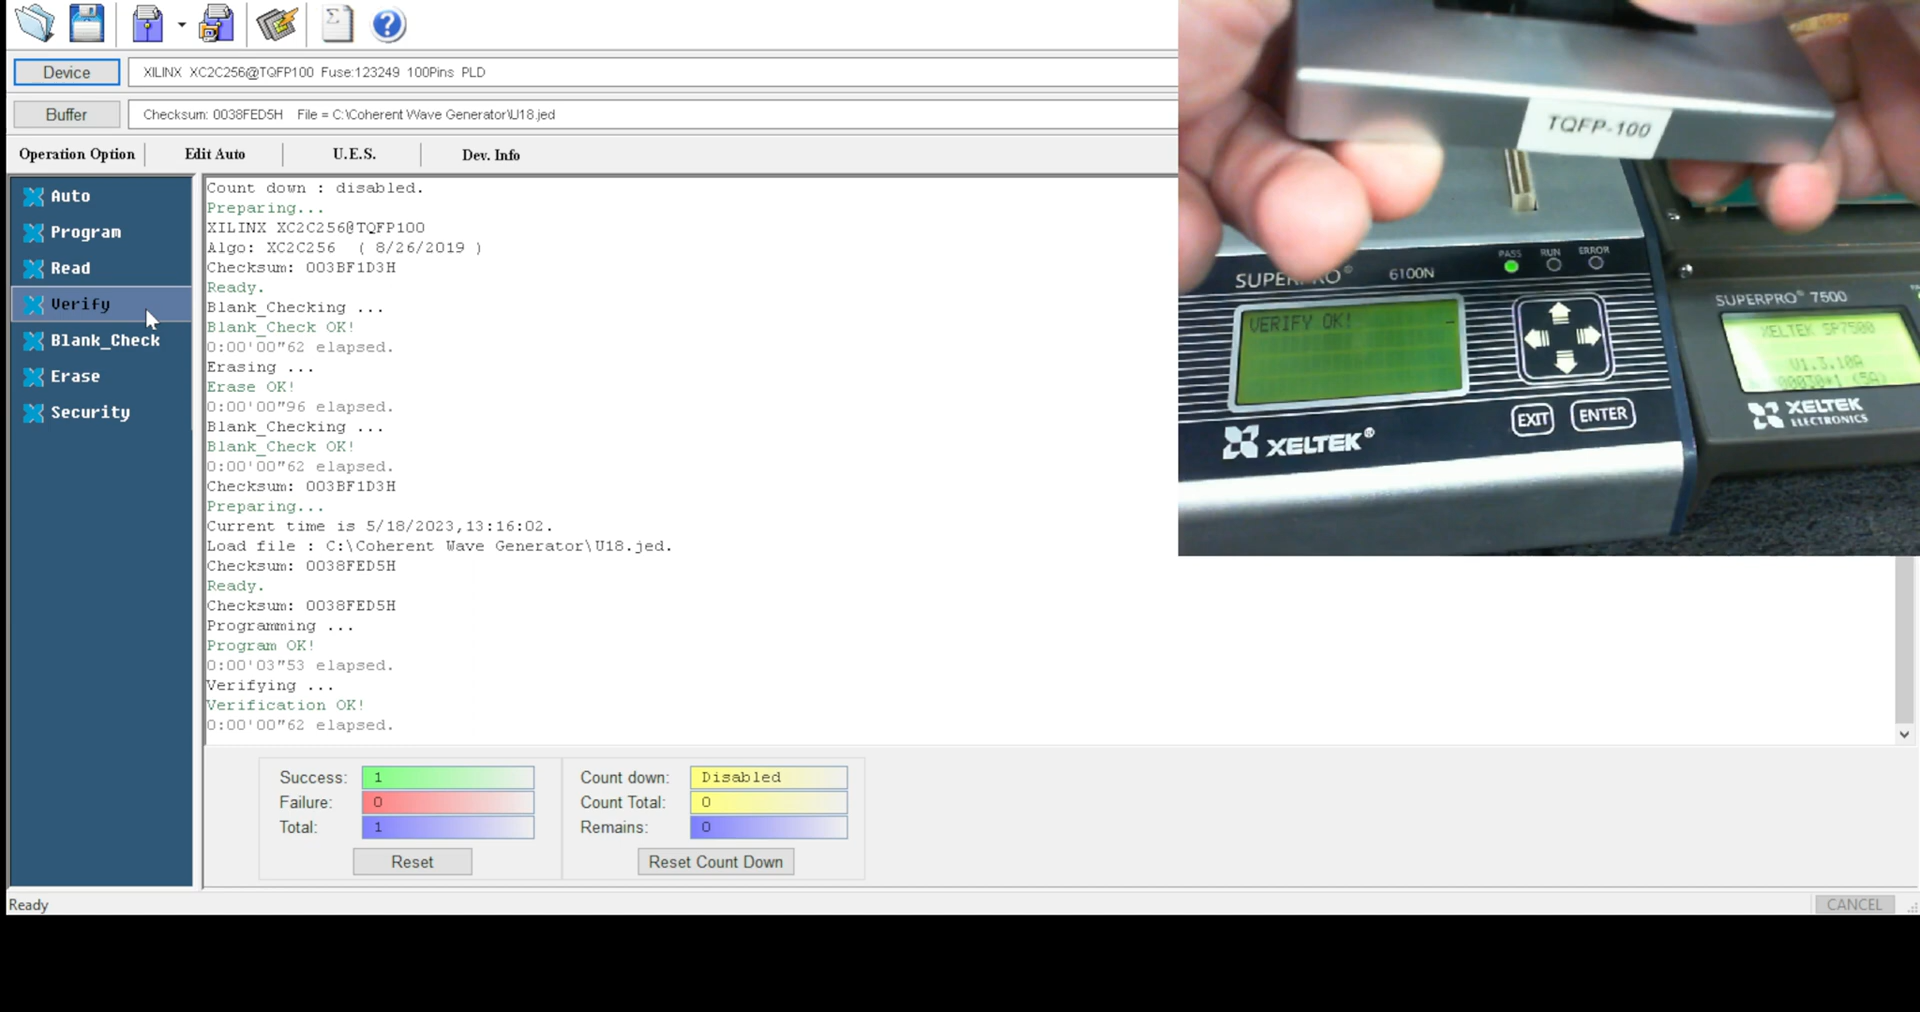 Device
XILINX XC2C256@TQFP100 Fuse:123249 100Pins PLD
Buffer
Checksum: 0038FED5H File = C:\Coherent Wave Generator\U18.jed
Operation Option
Edit Auto
U.E.S.
Dev. Info
Auto
Program
Read
Verify
Blank_Check
Erase
Security
Count down : disabled.
Preparing...
XILINX XC2C256@TQFP100
Algo: XC2C256 ( 8/26/2019 )
Checksum: 003BF1D3H
Ready.
Blank_Checking ...
Blank_Check OK!
0:00'00"62 elapsed.
Erasing ...
Erase OK!
0:00'00"96 elapsed.
Blank_Checking ...
Blank_Check OK!
0:00'00"62 elapsed.
Checksum: 003BF1D3H
Preparing...
Current time is 5/18/2023,13:16:02.
Load file : C:\Coherent Wave Generator\U18.jed.
Checksum: 0038FED5H
Ready.
Checksum: 0038FED5H
Programming ...
Program OK!
0:00'03"53 elapsed.
Verifying ...
Verification OK!
0:00'00"62 elapsed.
Success: 1
Failure: 0
Total: 1
Reset
Count down: Disabled
Count Total: 0
Remains: 0
Reset Count Down
Ready
CANCEL
TQFP-100
PASS RUN ERROR
SUPERPRO® 6100N
VERIFY OK!
EXIT ENTER
XELTEK®
SUPERPRO® 7500
XELTEK SP7500
V1.3.10A
XELTEK
ELECTRONICS